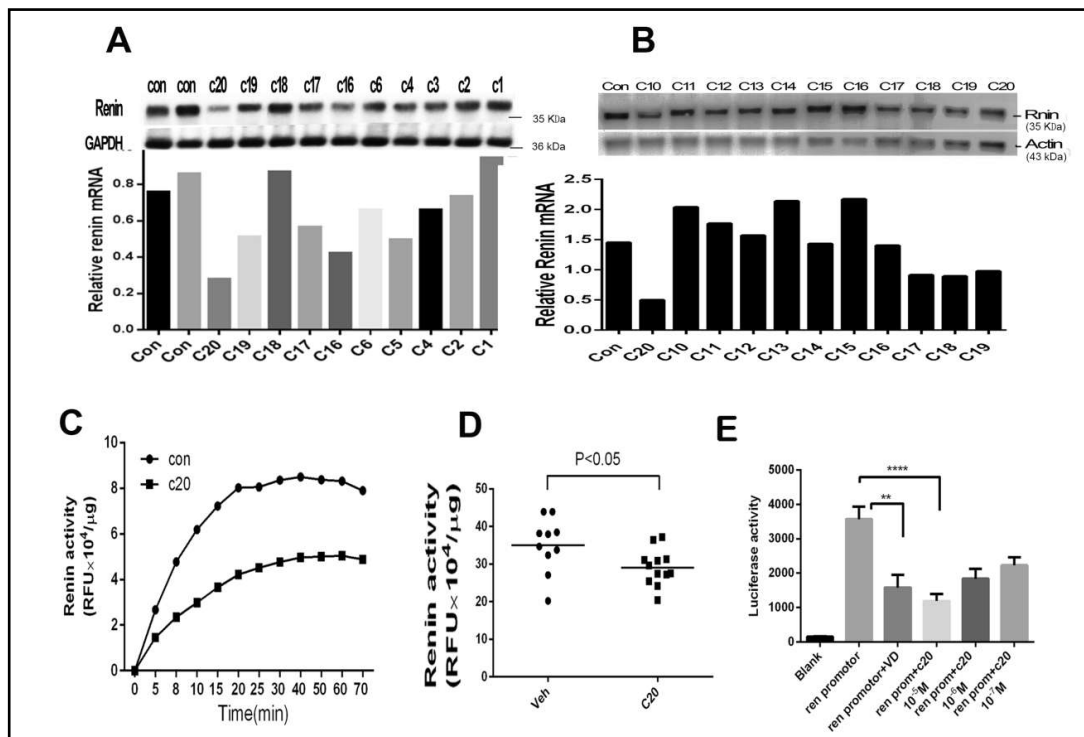 A
con con c20 c19 c18 c17 c16 c6 c4 c3 c2 c1
Renin
35 KDa
GAPDH
36 kDa
Relative renin mRNA
0.8
0.6
0.4
0.2
0.0
Con Con C20 C19 C18 C17 C16 C6 C5 C4 C2 C1
B
Con C10 C11 C12 C13 C14 C15 C16 C17 C18 C19 C20
Rnin
(35 KDa)
Actin
(43 kDa)
Relative Renin mRNA
2.5
2.0
1.5
1.0
0.5
0.0
Con C20 C10 C11 C12 C13 C14 C15 C16 C17 C18 C19
C
con
c20
Renin activity
(RFU×10⁴/μg)
10
8
6
4
2
0
0 5 8 10 15 20 25 30 40 50 60 70
Time(min)
D
P<0.05
Renin activity
(RFU×10⁴/μg)
50
40
30
20
10
0
Veh C20
E
****
**
Luciferase activity
5000
4000
3000
2000
1000
0
Blank
ren promotor
ren promotor+VD
ren prom+c20
10⁻⁵M
ren prom+c20
10⁻⁶M
ren prom+c20
10⁻⁷M